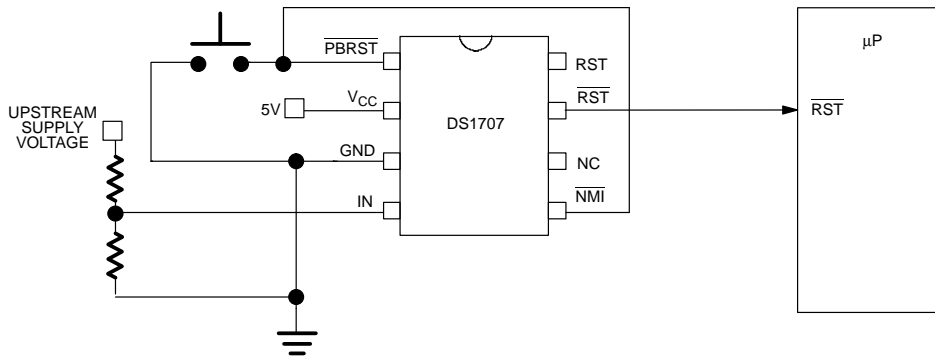 PBRST
RST
μP
5V
VCC
RST
RST
UPSTREAM
SUPPLY
VOLTAGE
DS1707
GND
NC
IN
NMI